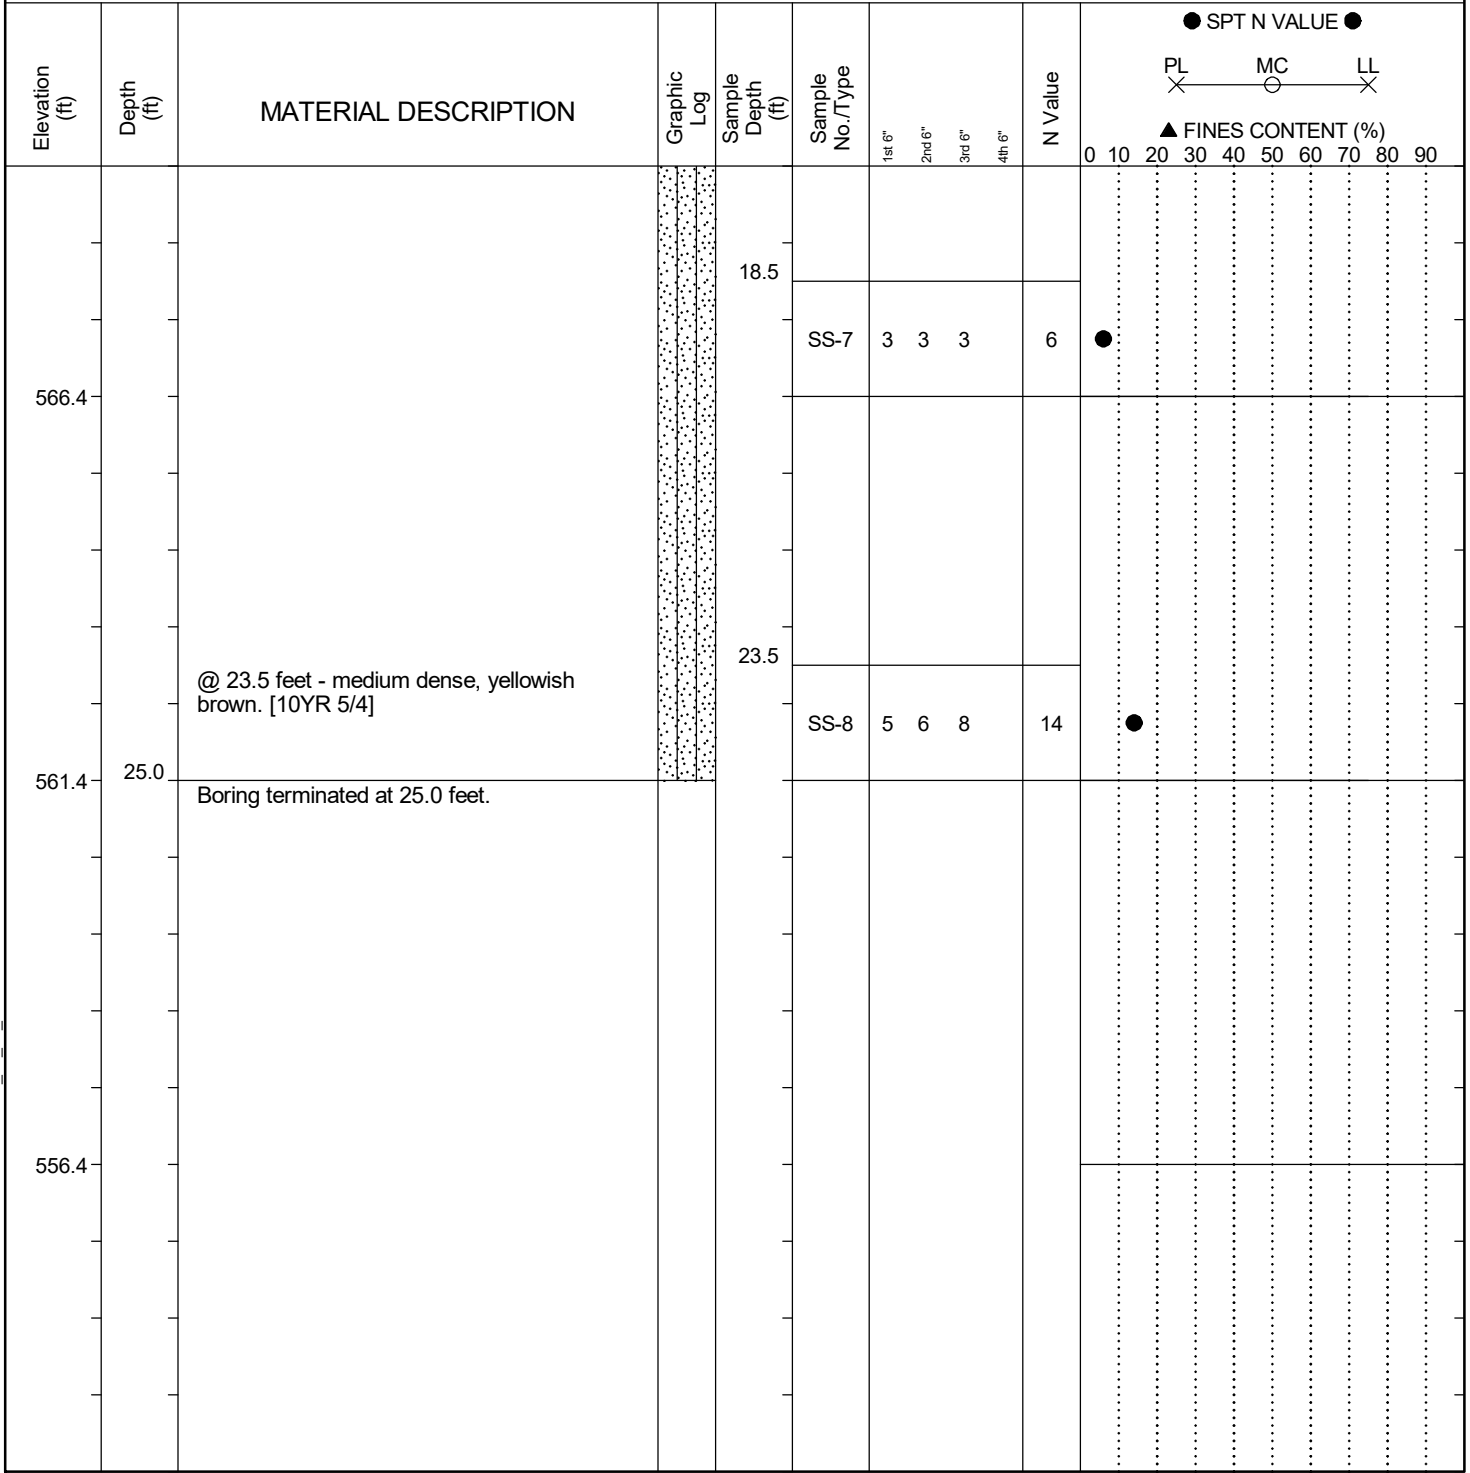 ● SPT N VALUE ●
PL MC LL
▲ FINES CONTENT (%)
0 10 20 30 40 50 60 70 80 90
Elevation
(ft)
Depth
(ft)
MATERIAL DESCRIPTION
Graphic
Log
Sample
Depth
(ft)
Sample
No./Type
1st 6"
2nd 6"
3rd 6"
4th 6"
N Value
18.5
SS-7 3 3 3 6
566.4
23.5
@ 23.5 feet - medium dense, yellowish
brown. [10YR 5/4]
SS-8 5 6 8 14
561.4 25.0
Boring terminated at 25.0 feet.
556.4